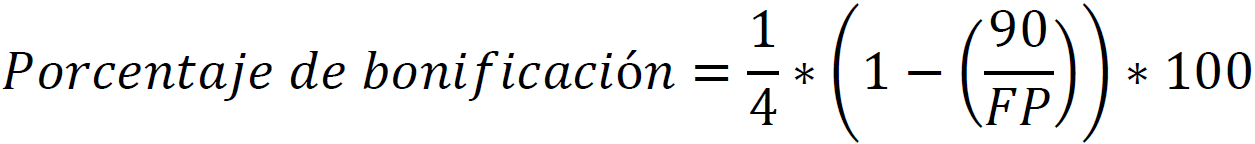 Porcentaje de bonificación = 1/4 * (1 − (90/FP)) * 100